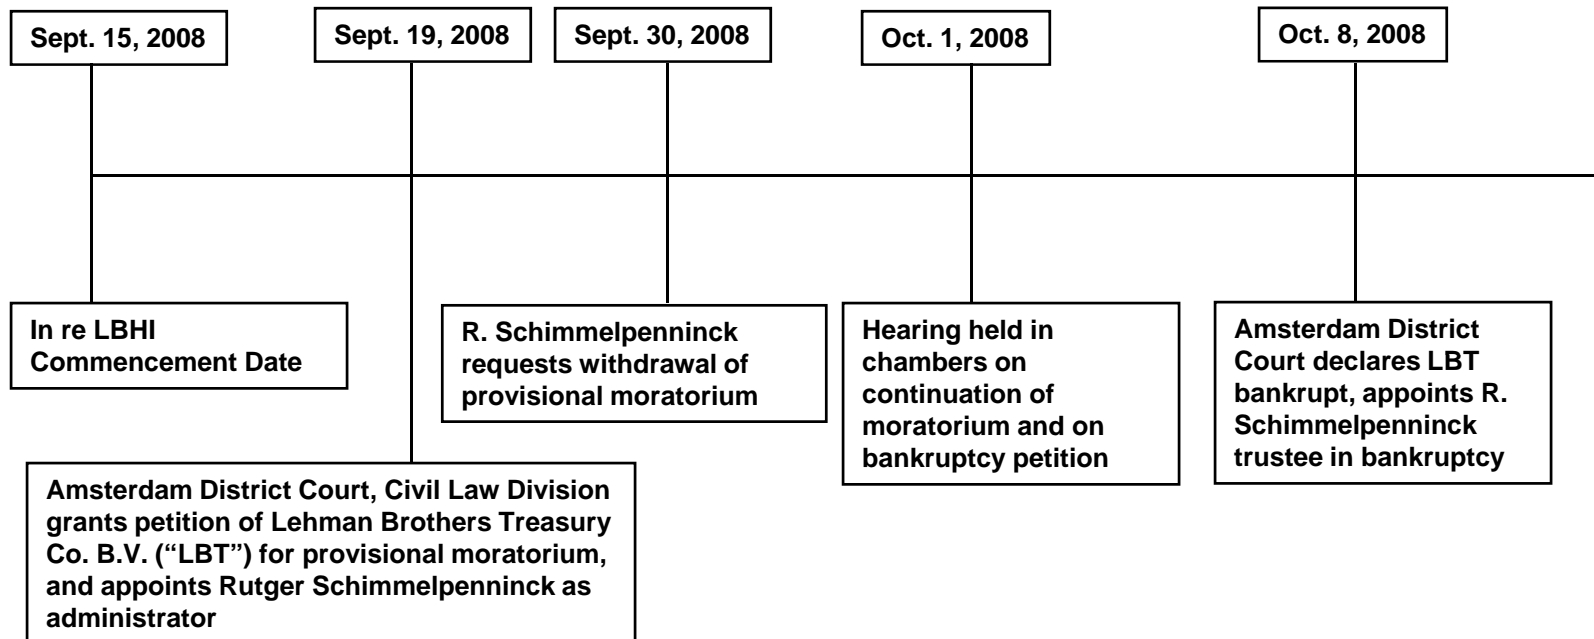 Sept. 15, 2008
Sept. 19, 2008
Sept. 30, 2008
Oct. 1, 2008
Oct. 8, 2008
In re LBHI
Commencement Date
R. Schimmelpenninck
requests withdrawal of
provisional moratorium
Hearing held in
chambers on
continuation of
moratorium and on
bankruptcy petition
Amsterdam District
Court declares LBT
bankrupt, appoints R.
Schimmelpenninck
trustee in bankruptcy
Amsterdam District Court, Civil Law Division
grants petition of Lehman Brothers Treasury
Co. B.V. (“LBT”) for provisional moratorium,
and appoints Rutger Schimmelpenninck as
administrator